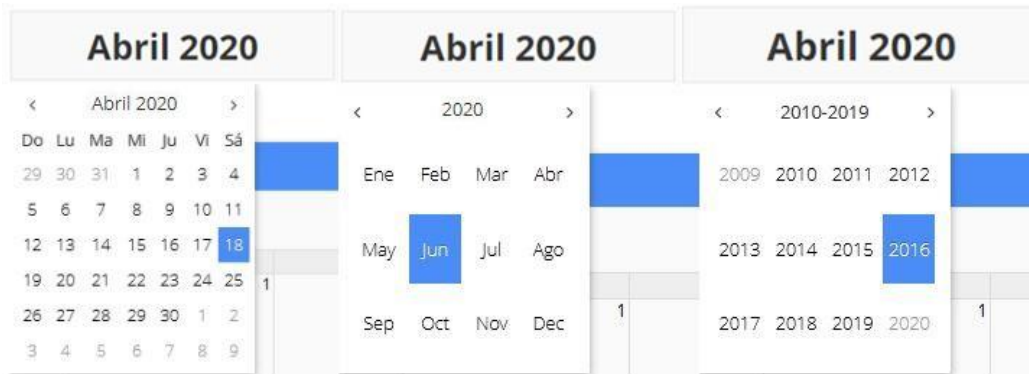 Abril 2020
‹ Abril 2020 ›
Do Lu Ma Mi Ju Vi Sá
29 30 31 1 2 3 4
5 6 7 8 9 10 11
12 13 14 15 16 17 18
19 20 21 22 23 24 25
26 27 28 29 30 1 2
3 4 5 6 7 8 9
1
Abril 2020
‹ 2020 ›
Ene Feb Mar Abr
May Jun Jul Ago
Sep Oct Nov Dec
1
Abril 2020
‹ 2010-2019 ›
2009 2010 2011 2012
2013 2014 2015 2016
2017 2018 2019 2020
1